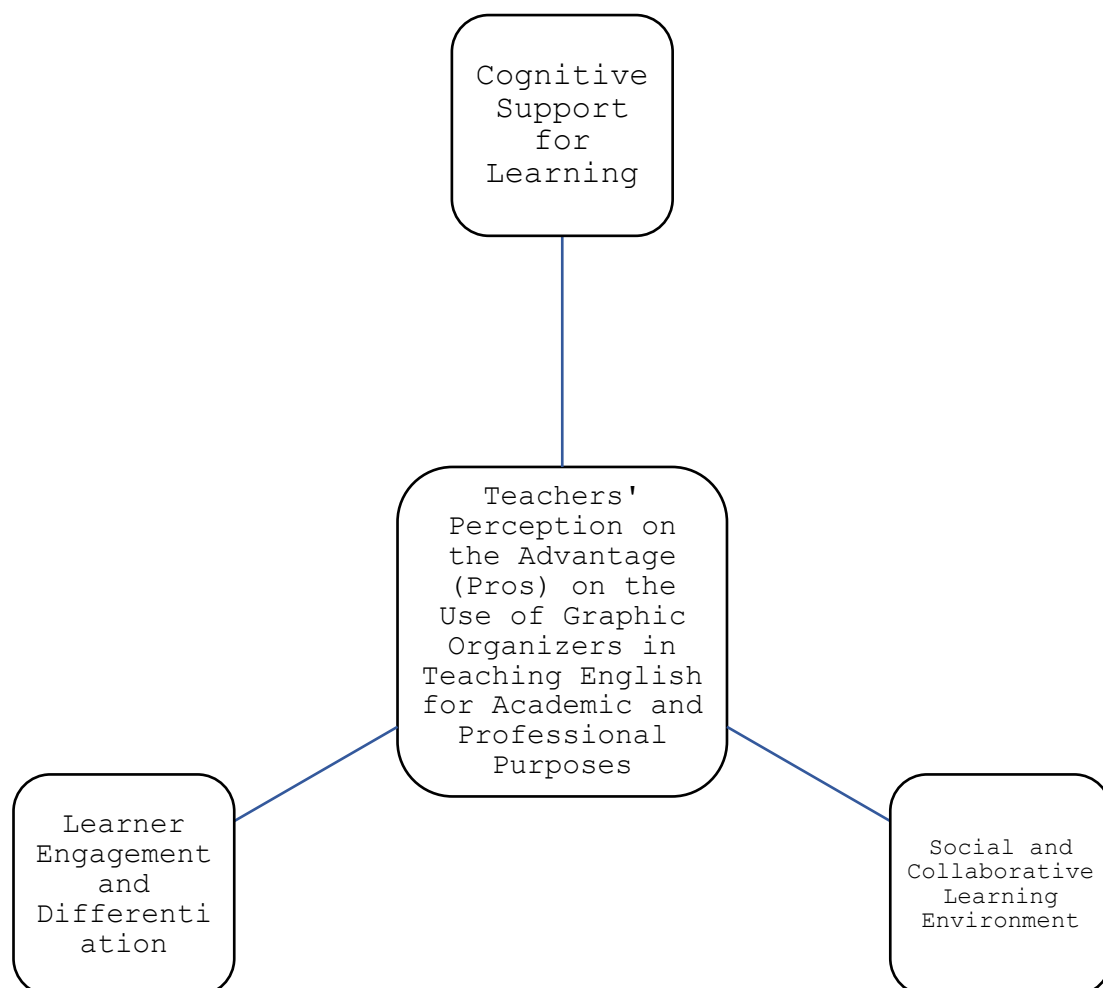 Cognitive
Support
for
Learning
Teachers'
Perception on
the Advantage
(Pros) on the
Use of Graphic
Organizers in
Teaching English
for Academic and
Professional
Purposes
Learner
Engagement
and
Differenti
ation
Social and
Collaborative
Learning
Environment